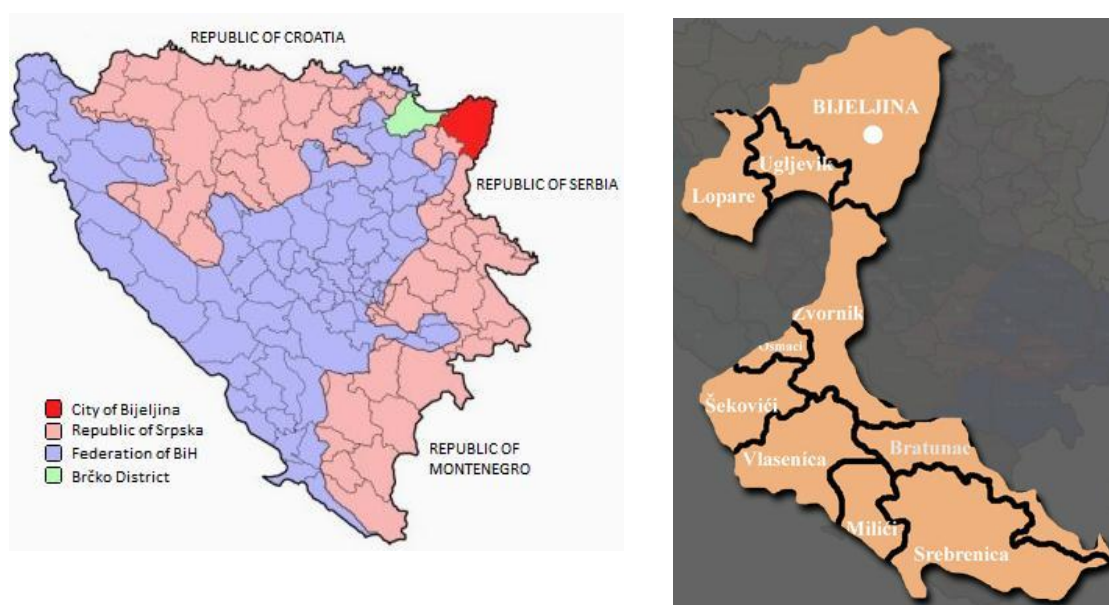 REPUBLIC OF CROATIA
REPUBLIC OF SERBIA
REPUBLIC OF
MONTENEGRO
City of Bijeljina
Republic of Srpska
Federation of BiH
Brčko District
BIJELJINA
Ugljevik
Lopare
Zvornik
Osmaci
Šekovići
Bratunac
Vlasenica
Milići
Srebrenica